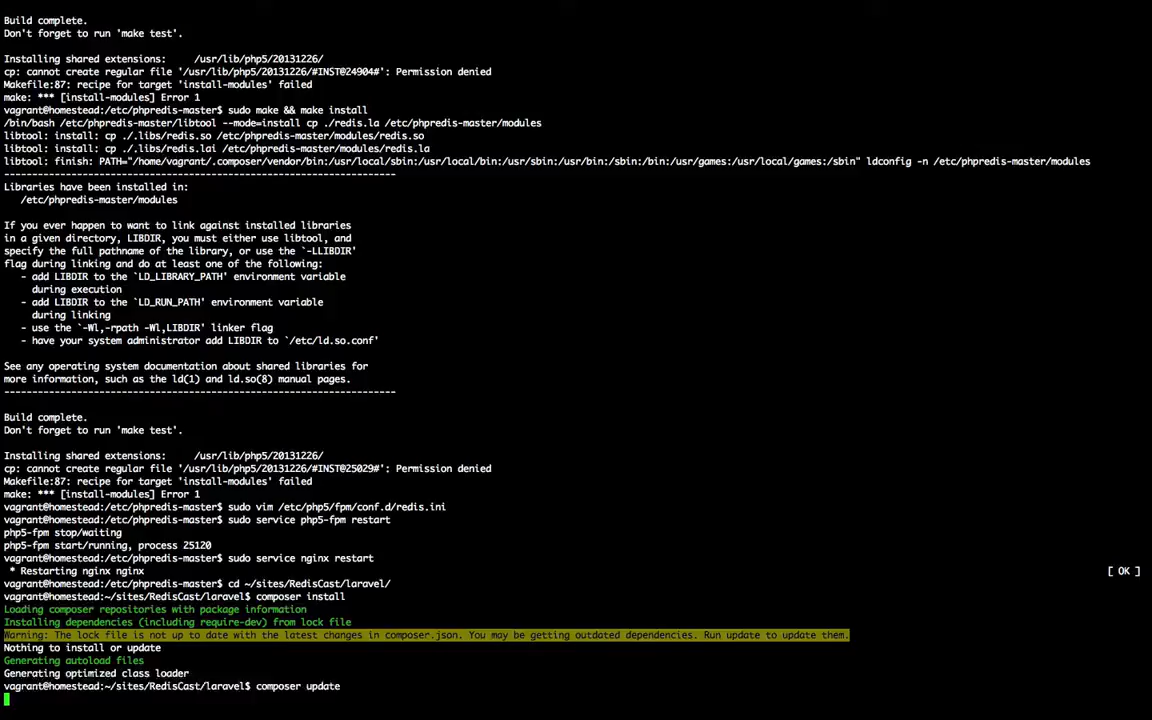 Build complete.
Don't forget to run 'make test'.
Installing shared extensions:     /usr/lib/php5/20131226/
cp: cannot create regular file '/usr/lib/php5/20131226/#INST@24904#': Permission denied
Makefile:87: recipe for target 'install-modules' failed
make: *** [install-modules] Error 1
vagrant@homestead:/etc/phpredis-master$ sudo make && make install
/bin/bash /etc/phpredis-master/libtool --mode=install cp ./redis.la /etc/phpredis-master/modules
libtool: install: cp ./.libs/redis.so /etc/phpredis-master/modules/redis.so
libtool: install: cp ./.libs/redis.lai /etc/phpredis-master/modules/redis.la
libtool: finish: PATH="/home/vagrant/.composer/vendor/bin:/usr/local/sbin:/usr/local/bin:/usr/sbin:/usr/bin:/sbin:/bin:/usr/games:/usr/local/games:/sbin" ldconfig -n /etc/phpredis-master/modules
----------------------------------------------------------------------
Libraries have been installed in:
   /etc/phpredis-master/modules
If you ever happen to want to link against installed libraries
in a given directory, LIBDIR, you must either use libtool, and
specify the full pathname of the library, or use the `-LLIBDIR'
flag during linking and do at least one of the following:
   - add LIBDIR to the `LD_LIBRARY_PATH' environment variable
     during execution
   - add LIBDIR to the `LD_RUN_PATH' environment variable
     during linking
   - use the `-Wl,-rpath -Wl,LIBDIR' linker flag
   - have your system administrator add LIBDIR to `/etc/ld.so.conf'
See any operating system documentation about shared libraries for
more information, such as the ld(1) and ld.so(8) manual pages.
----------------------------------------------------------------------
Build complete.
Don't forget to run 'make test'.
Installing shared extensions:     /usr/lib/php5/20131226/
cp: cannot create regular file '/usr/lib/php5/20131226/#INST@25029#': Permission denied
Makefile:87: recipe for target 'install-modules' failed
make: *** [install-modules] Error 1
vagrant@homestead:/etc/phpredis-master$ sudo vim /etc/php5/fpm/conf.d/redis.ini
vagrant@homestead:/etc/phpredis-master$ sudo service php5-fpm restart
php5-fpm stop/waiting
php5-fpm start/running, process 25120
vagrant@homestead:/etc/phpredis-master$ sudo service nginx restart
 * Restarting nginx nginx [ OK ]
vagrant@homestead:/etc/phpredis-master$ cd ~/sites/RedisCast/laravel/
vagrant@homestead:~/sites/RedisCast/laravel$ composer install
Loading composer repositories with package information
Installing dependencies (including require-dev) from lock file
Warning: The lock file is not up to date with the latest changes in composer.json. You may be getting outdated dependencies. Run update to update them.
Nothing to install or update
Generating autoload files
Generating optimized class loader
vagrant@homestead:~/sites/RedisCast/laravel$ composer update